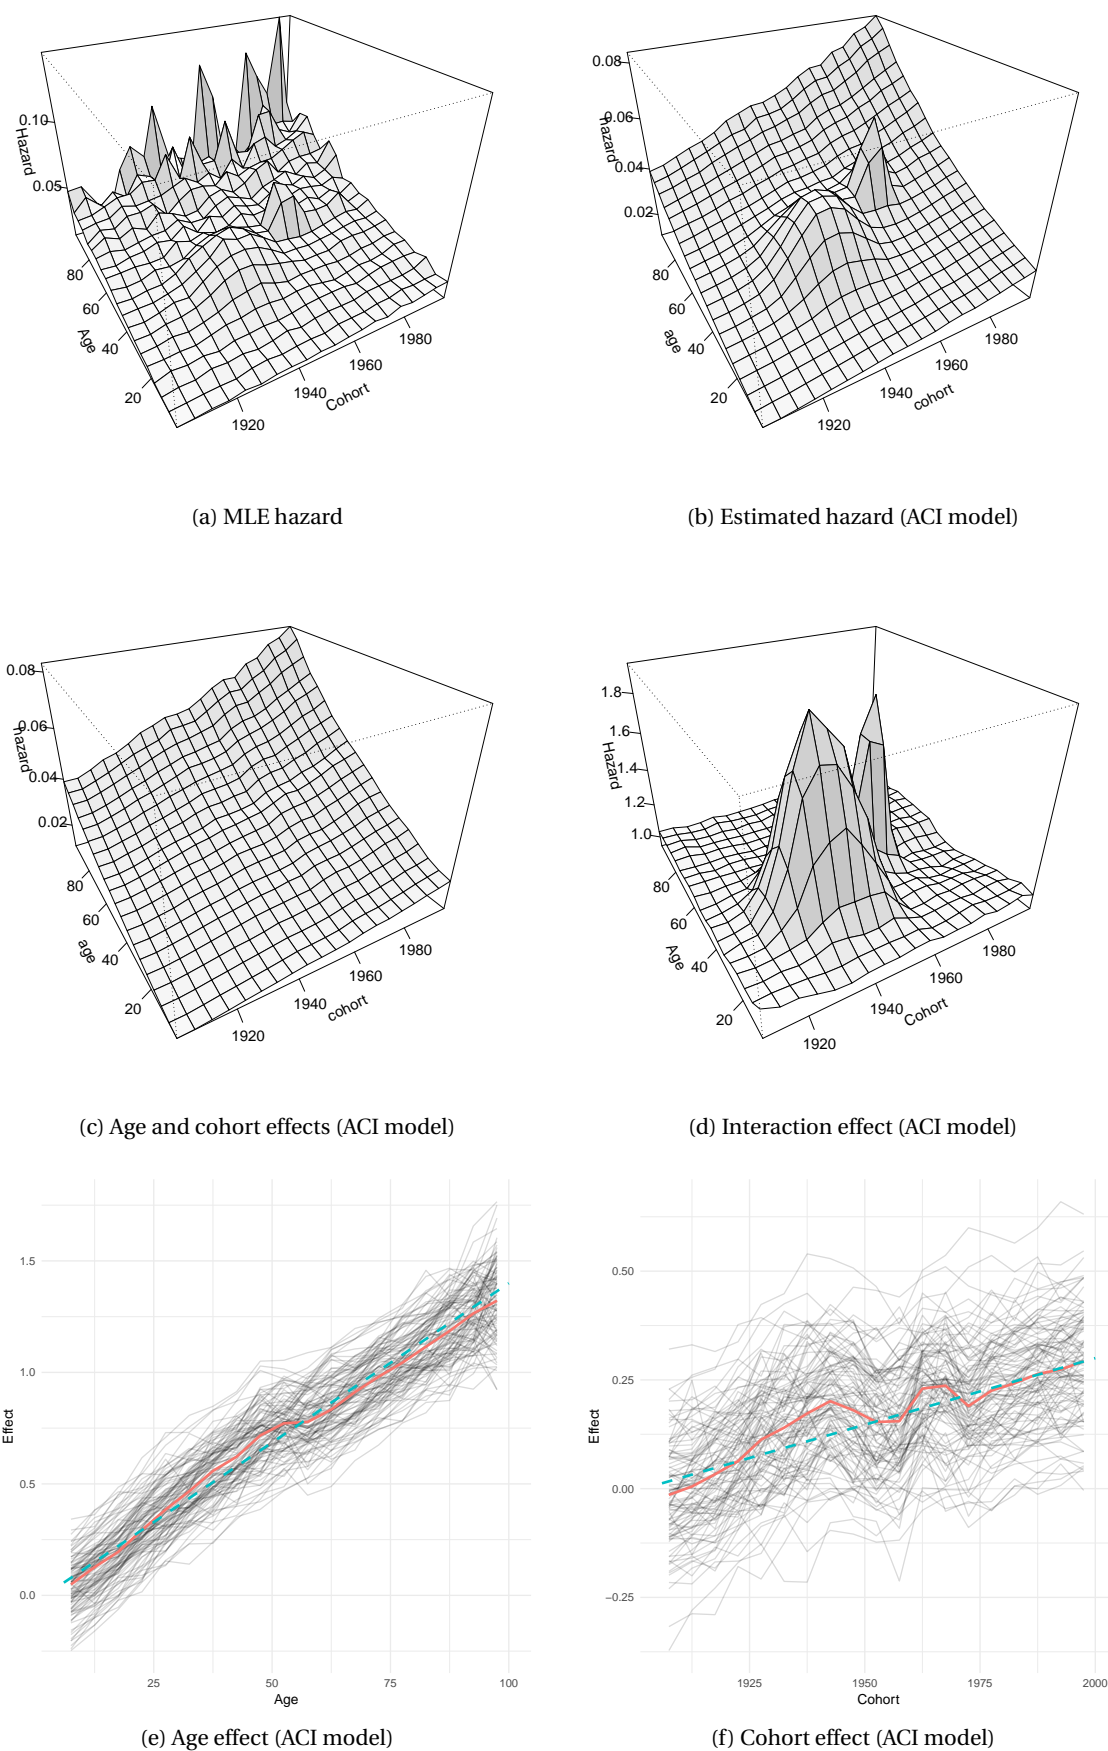 0.10
0.05
Hazard
80
60
40
20
Age
1920
1940
1960
1980
Cohort
(a) MLE hazard
0.08
0.06
0.04
0.02
hazard
80
60
40
20
age
1920
1940
1960
1980
cohort
(b) Estimated hazard (ACI model)
0.08
0.06
0.04
0.02
hazard
80
60
40
20
age
1920
1940
1960
1980
cohort
(c) Age and cohort effects (ACI model)
1.8
1.6
1.4
1.2
1.0
Hazard
80
60
40
20
Age
1920
1940
1960
1980
Cohort
(d) Interaction effect (ACI model)
1.5
1.0
0.5
0.0
Effect
25 50 75 100
Age
(e) Age effect (ACI model)
0.50
0.25
0.00
−0.25
Effect
1925 1950 1975 2000
Cohort
(f) Cohort effect (ACI model)